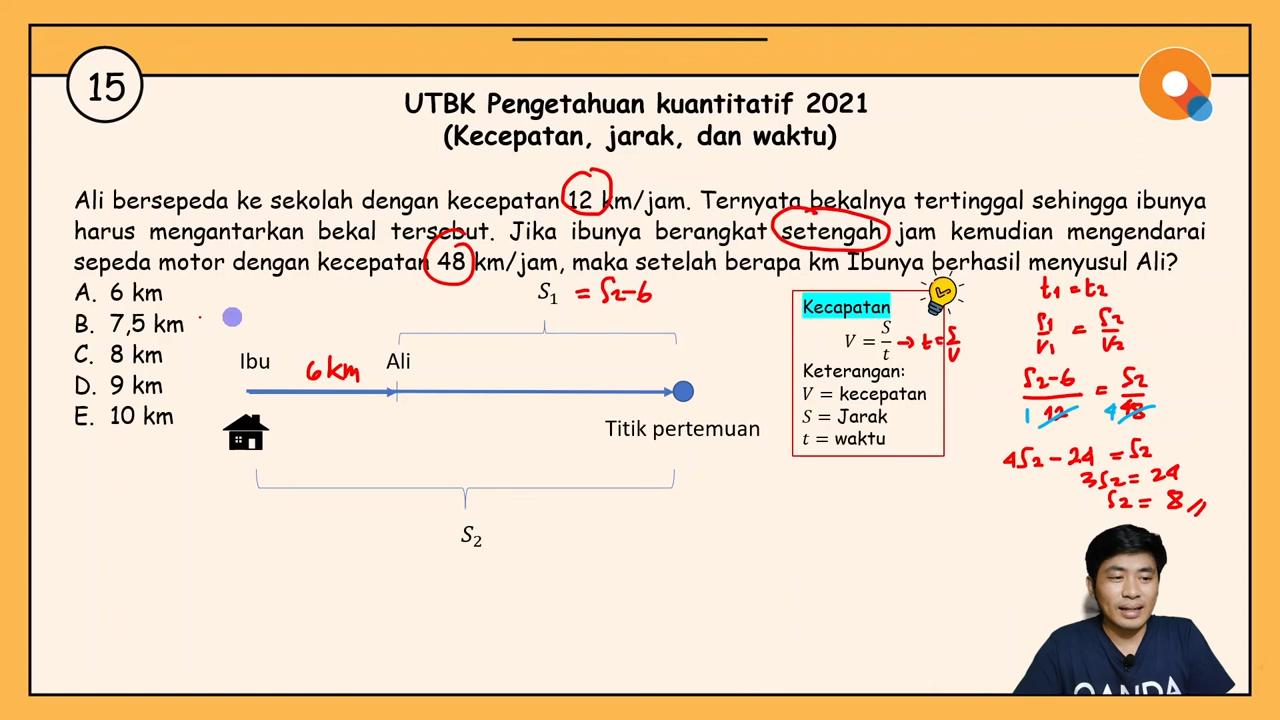 15
UTBK Pengetahuan kuantitatif 2021
(Kecepatan, jarak, dan waktu)
Ali bersepeda ke sekolah dengan kecepatan 12 km/jam. Ternyata bekalnya tertinggal sehingga ibunya
harus mengantarkan bekal tersebut. Jika ibunya berangkat setengah jam kemudian mengendarai
sepeda motor dengan kecepatan 48 km/jam, maka setelah berapa km Ibunya berhasil menyusul Ali?
A. 6 km
B. 7,5 km
C. 8 km
D. 9 km
E. 10 km
S₁ = S₂-6
Ibu
6 km
Ali
Titik pertemuan
S₂
Kecapatan
V = S/t → t = S/V
Keterangan:
V = kecepatan
S = Jarak
t = waktu
t₁ = t₂
S₁/V₁ = S₂/V₂
S₂-6/12 = S₂/48
1 4
4S₂ - 24 = S₂
3S₂ = 24
S₂ = 8 //
QANDA